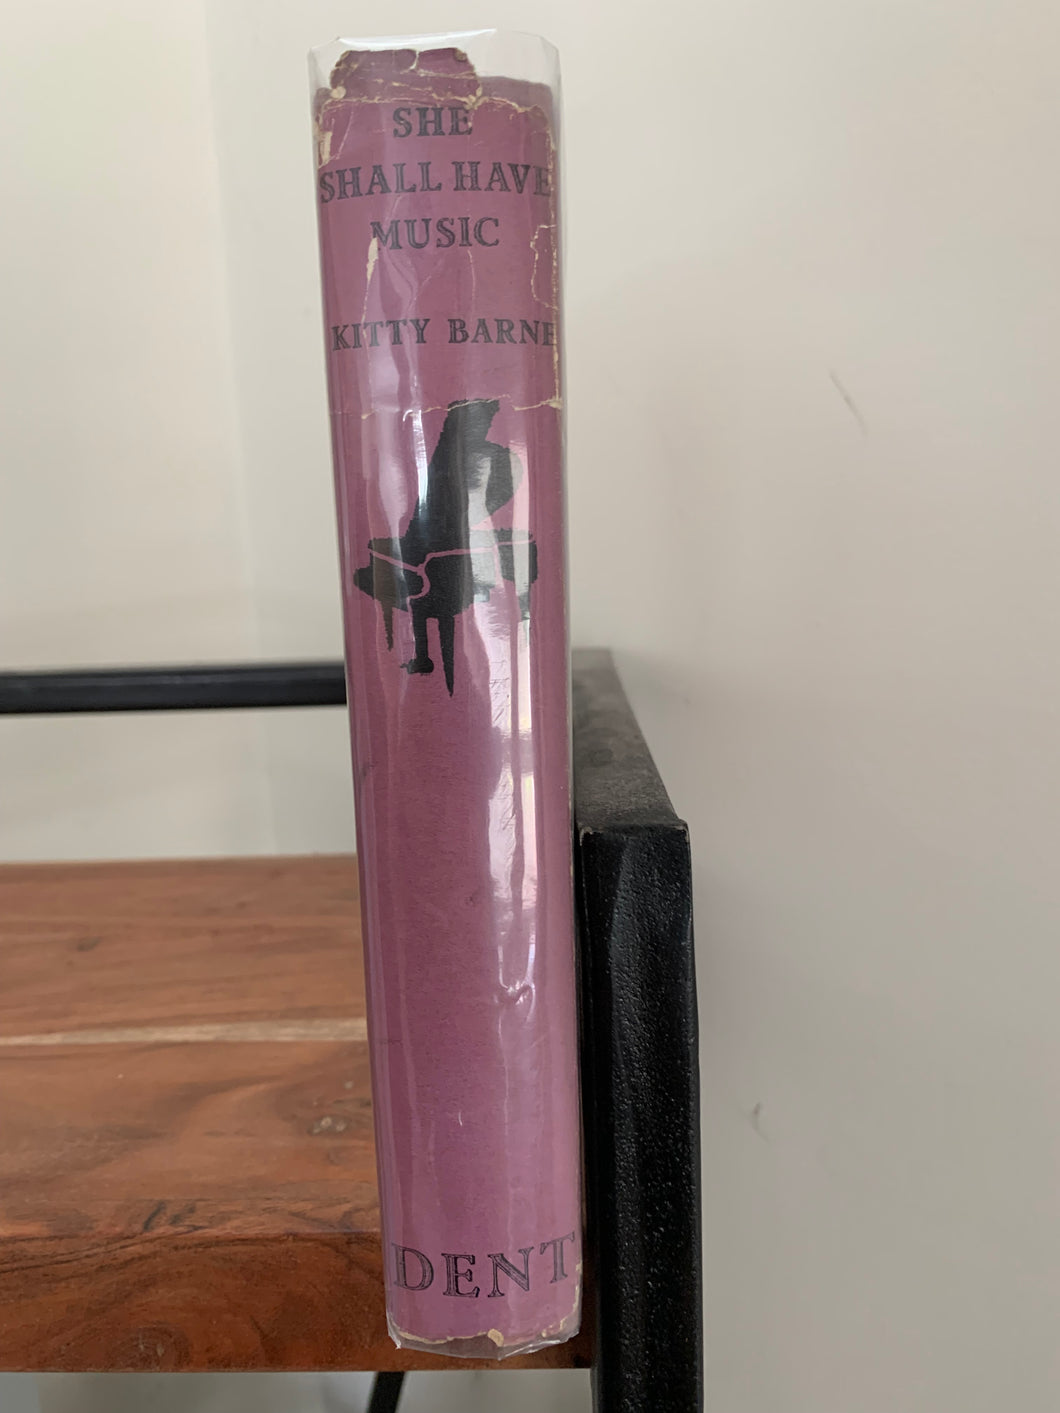 SHE
SHALL HAVE
MUSIC
KITTY BARNE
DENT